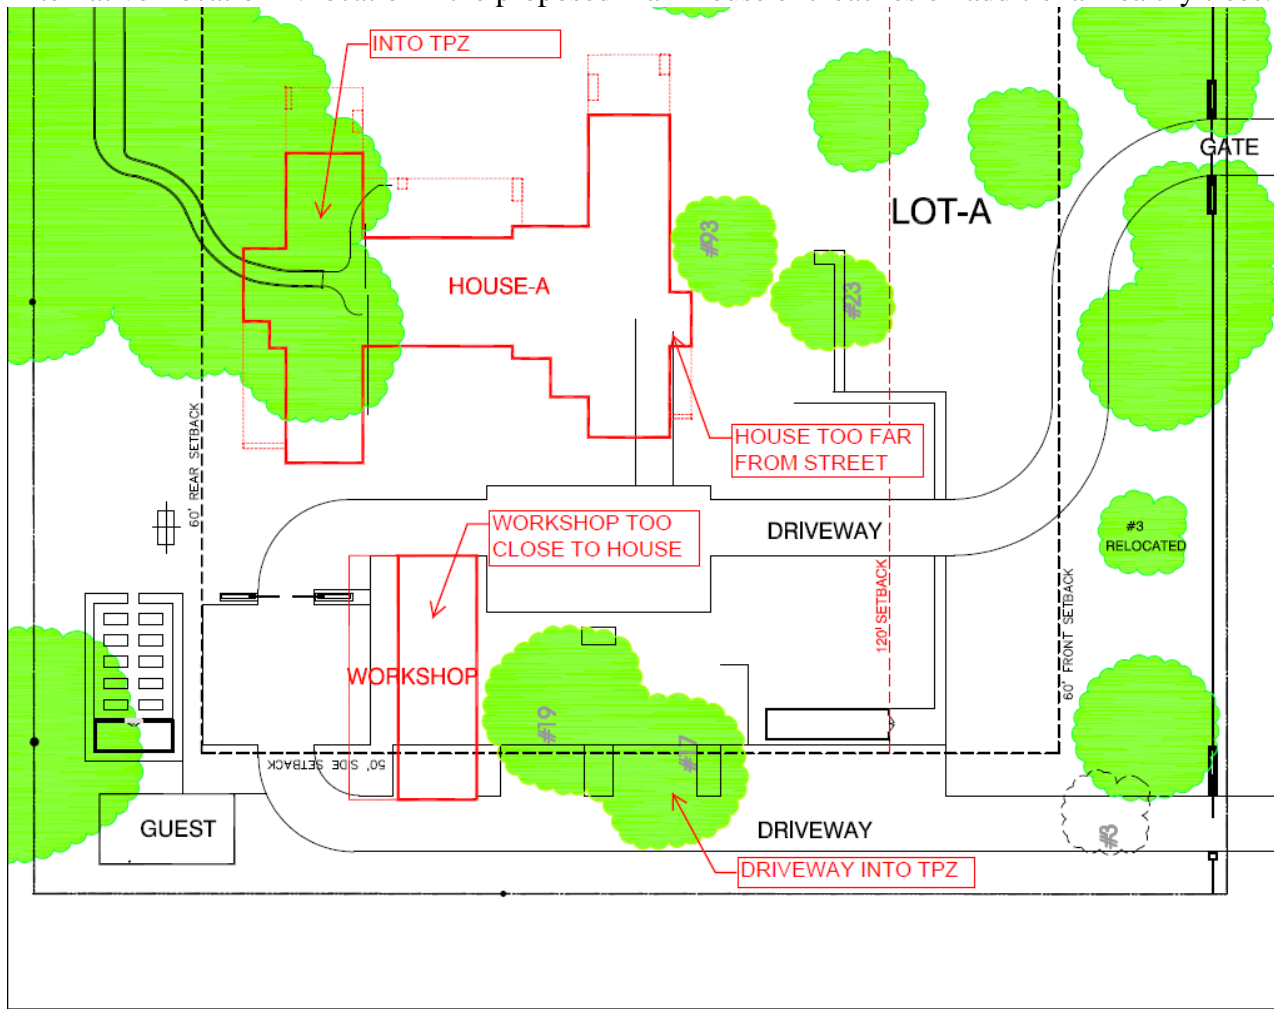 INTO TPZ
GATE
LOT-A
#93
HOUSE-A
#23
HOUSE TOO FAR
FROM STREET
60' REAR SETBACK
WORKSHOP TOO
CLOSE TO HOUSE
DRIVEWAY
#3
RELOCATED
120' SETBACK
60' FRONT SETBACK
WORKSHOP
#19
#17
50' SIDE SETBACK
GUEST
DRIVEWAY
#3
DRIVEWAY INTO TPZ